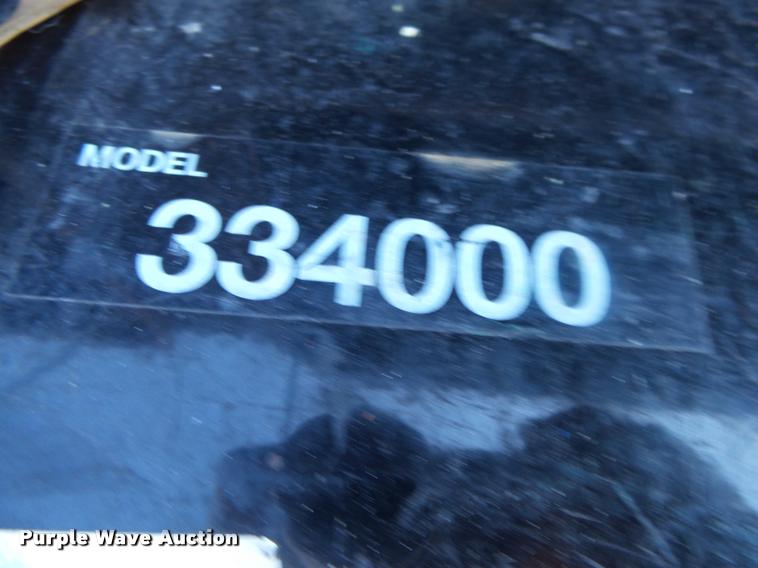 MODEL
334000
Purple Wave Auction